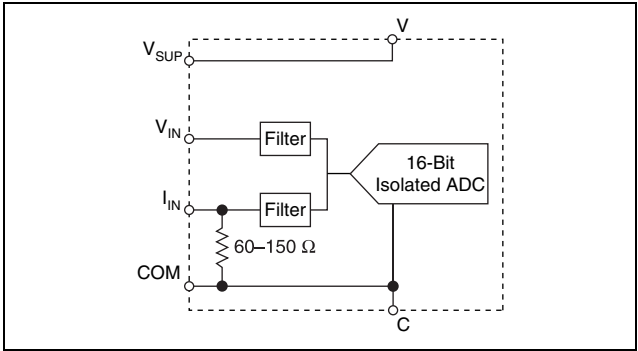 V
VSUP
VIN
Filter
16-Bit
Isolated ADC
IIN
Filter
60–150 Ω
COM
C